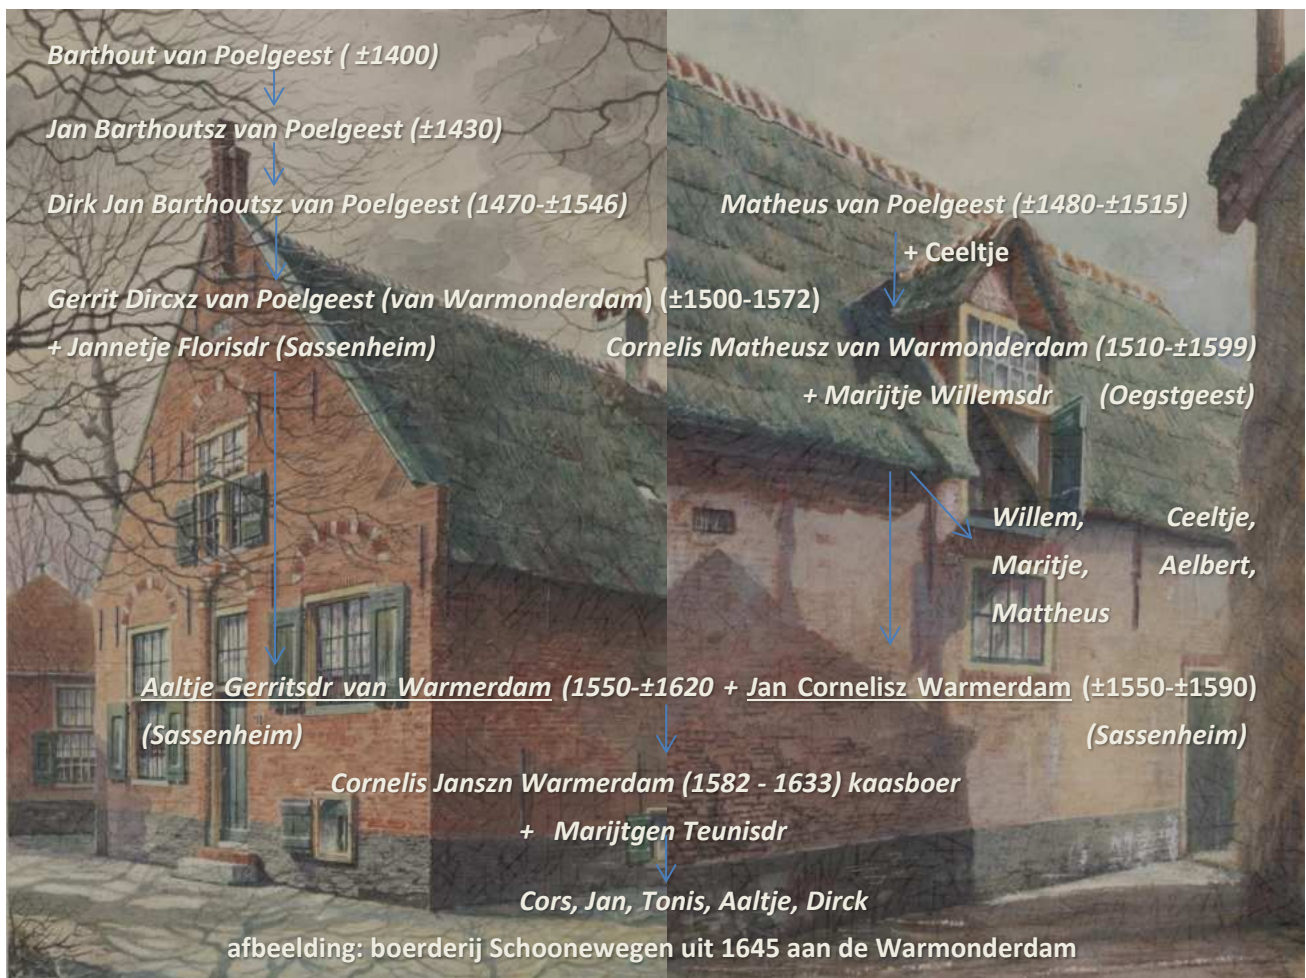 Barthout van Poelgeest ( ±1400)
Jan Barthoutsz van Poelgeest (±1430)
Dirk Jan Barthoutsz van Poelgeest (1470-±1546) Matheus van Poelgeest (±1480-±1515)
+ Ceeltje
Gerrit Dircxz van Poelgeest (van Warmonderdam) (±1500-1572)
+ Jannetje Florisdr (Sassenheim) Cornelis Matheusz van Warmonderdam (1510-±1599)
+ Marijtje Willemsdr (Oegstgeest)
Willem, Ceeltje,
Maritje, Aelbert,
Mattheus
Aaltje Gerritsdr van Warmerdam (1550-±1620 + Jan Cornelisz Warmerdam (±1550-±1590)
(Sassenheim) (Sassenheim)
Cornelis Janszn Warmerdam (1582 - 1633) kaasboer
+ Marijtgen Teunisdr
Cors, Jan, Tonis, Aaltje, Dirck
afbeelding: boerderij Schoonewegen uit 1645 aan de Warmonderdam